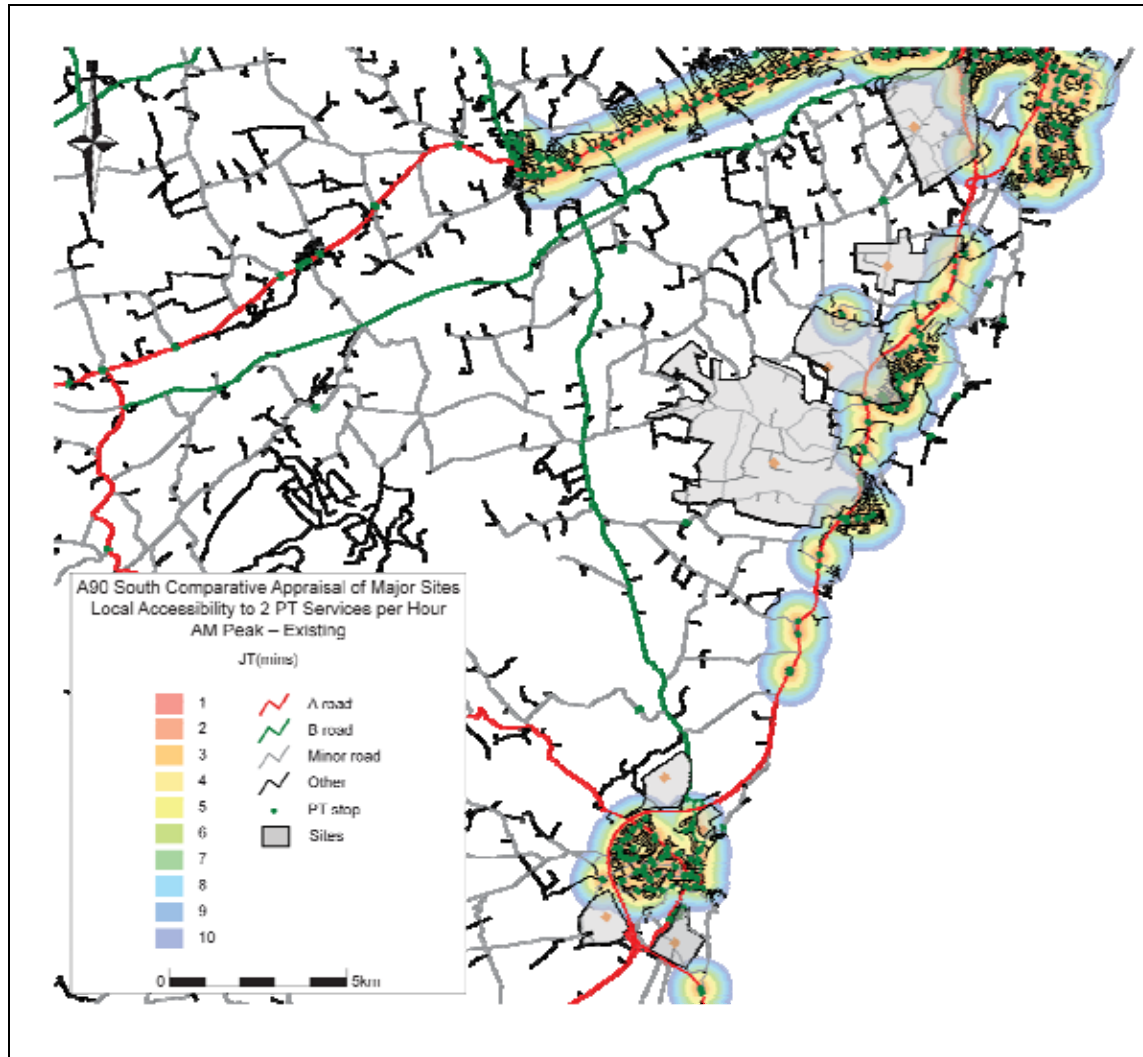 A90 South Comparative Appraisal of Major Sites
Local Accessibility to 2 PT Services per Hour
AM Peak – Existing
JT(mins)
1
2
3
4
5
6
7
8
9
10
A road
B road
Minor road
Other
PT stop
Sites
0 5km